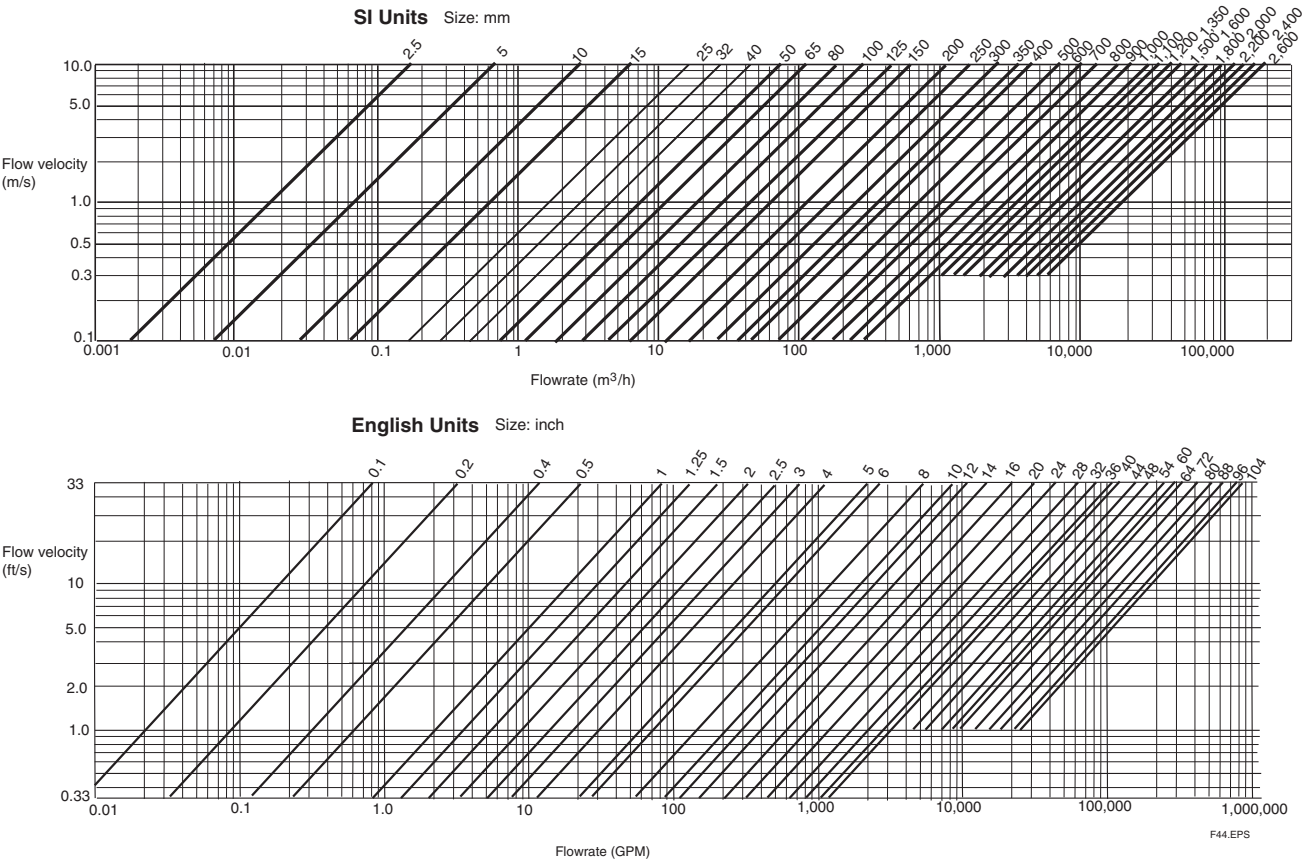 SI Units Size: mm
2.5 5 10 15 25 32 40 50 65 80 100 125 150 200 250 300 350 400 500 600 700 800 900 1,000 1,100 1,200 1,350 1,500 1,600 1,800 2,000 2,200 2,400 2,600
10.0
5.0
Flow velocity
(m/s)
1.0
0.5
0.3
0.1
0.001 0.01 0.1 1 10 100 1,000 10,000 100,000
Flowrate (m3/h)
English Units Size: inch
0.1 0.2 0.4 0.5 1 1.25 1.5 2 2.5 3 4 5 6 8 10 12 14 16 20 24 28 32 36 40 44 48 54 60 64 72 80 88 96 104
33
Flow velocity
(ft/s)
10
5.0
2.0
1.0
0.33
0.01 0.1 1.0 10 100 1,000 10,000 100,000 1,000,000
F44.EPS
Flowrate (GPM)